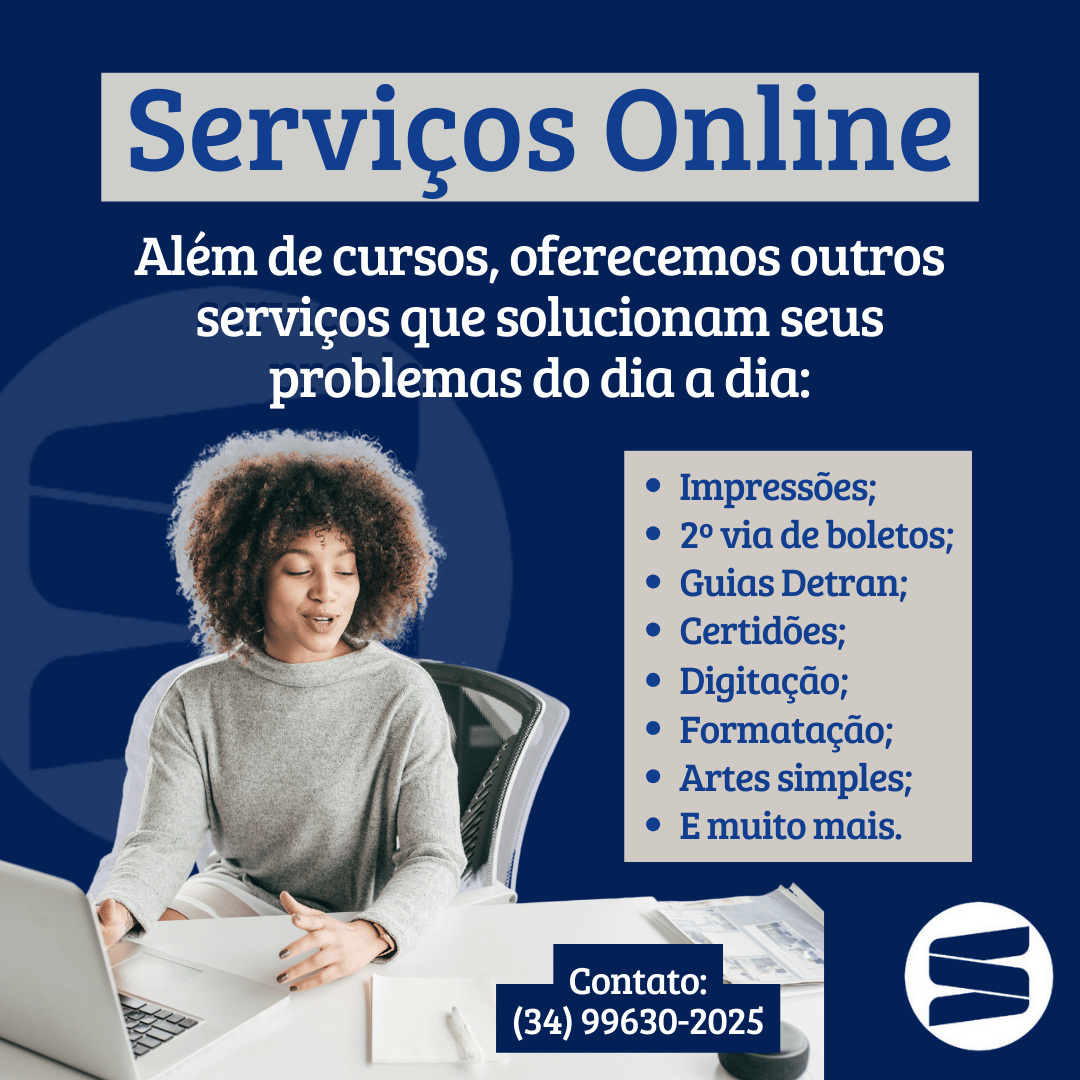 Serviços Online
Além de cursos, oferecemos outros
serviços que solucionam seus
problemas do dia a dia:
• Impressões;
• 2º via de boletos;
• Guias Detran;
• Certidões;
• Digitação;
• Formatação;
• Artes simples;
• E muito mais.
Contato:
(34) 99630-2025